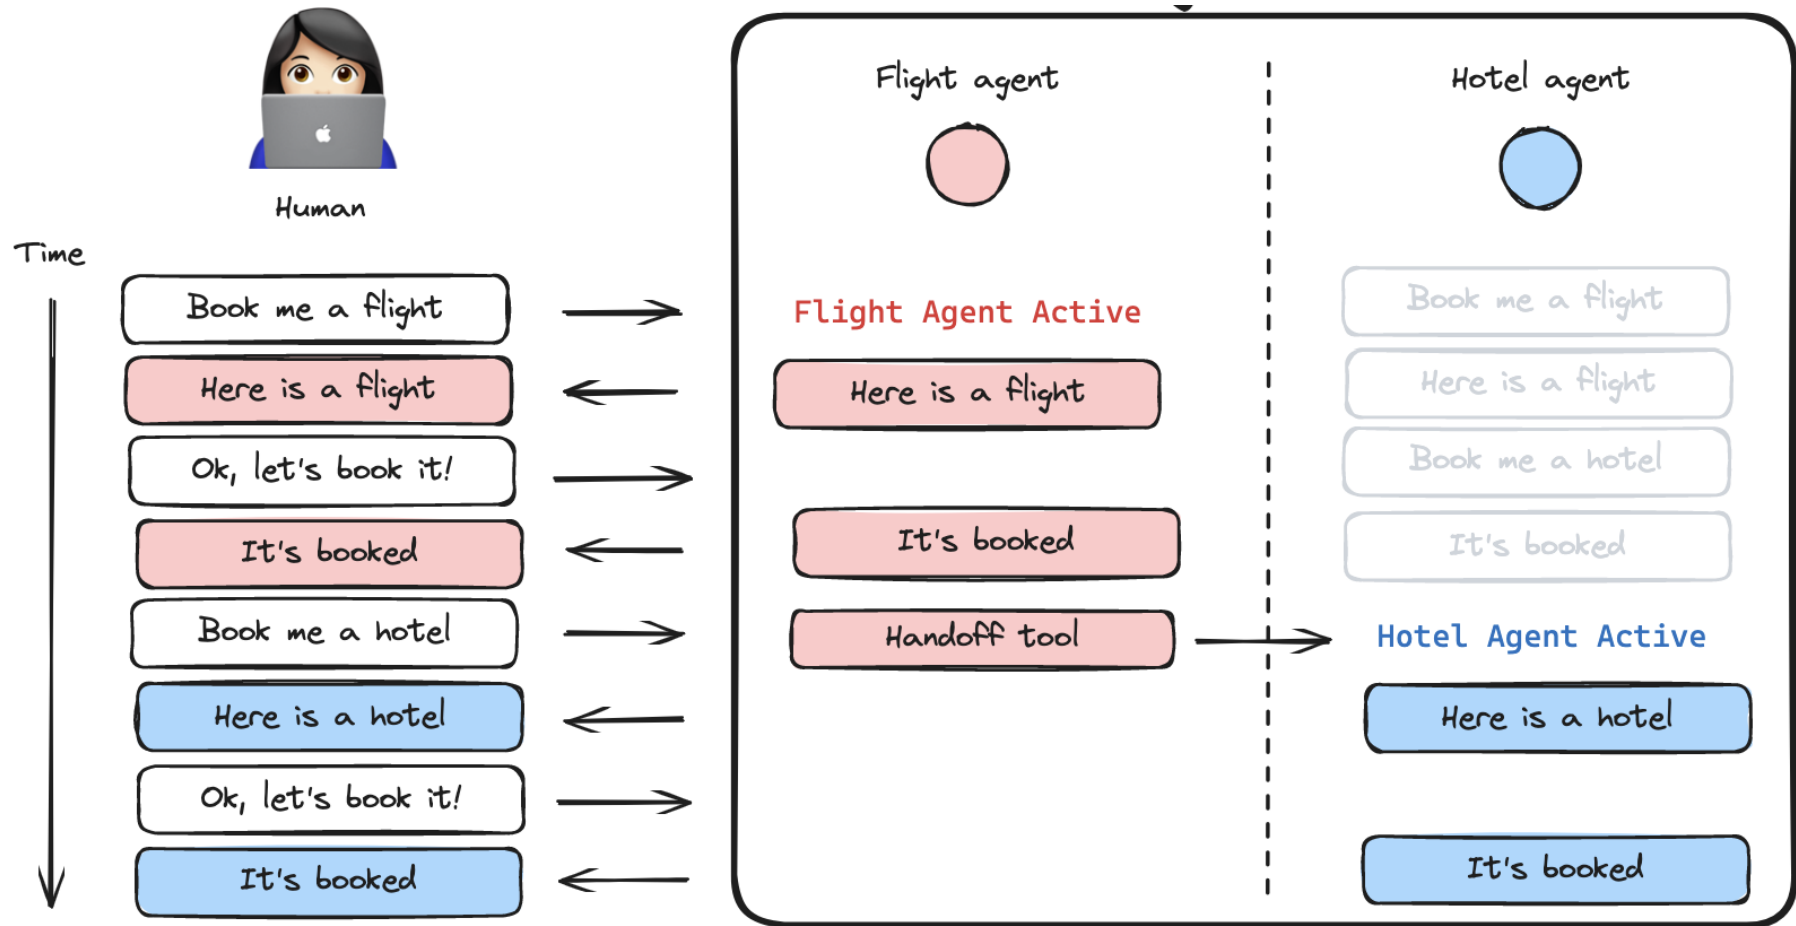 Flight agent
Hotel agent
Human
Time
Book me a flight
Here is a flight
Ok, let's book it!
It's booked
Book me a hotel
Here is a hotel
Ok, let's book it!
It's booked
Flight Agent Active
Here is a flight
It's booked
Handoff tool
Book me a flight
Here is a flight
Book me a hotel
It's booked
Hotel Agent Active
Here is a hotel
It's booked